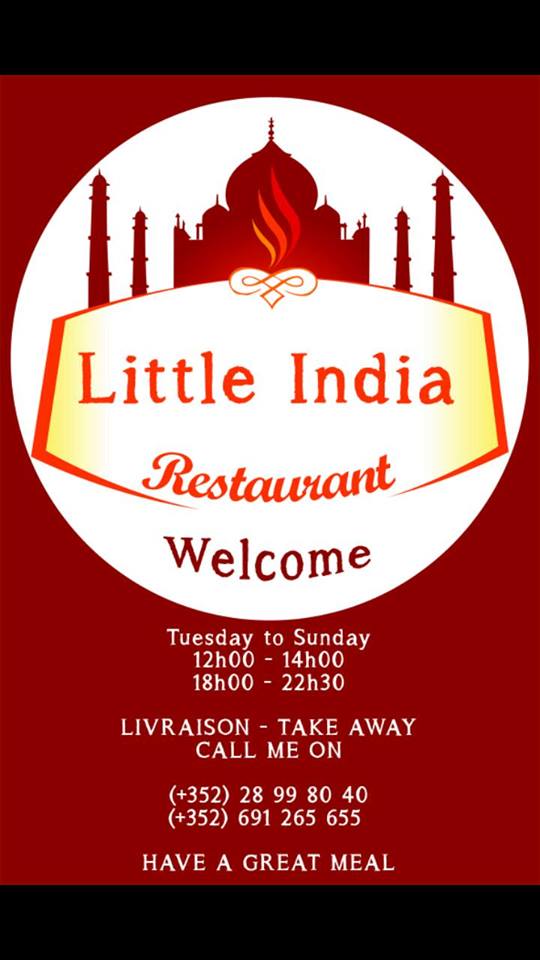 Little India
Restaurant
Welcome
Tuesday to Sunday
12h00 - 14h00
18h00 - 22h30
LIVRAISON - TAKE AWAY
CALL ME ON
(+352) 28 99 80 40
(+352) 691 265 655
HAVE A GREAT MEAL